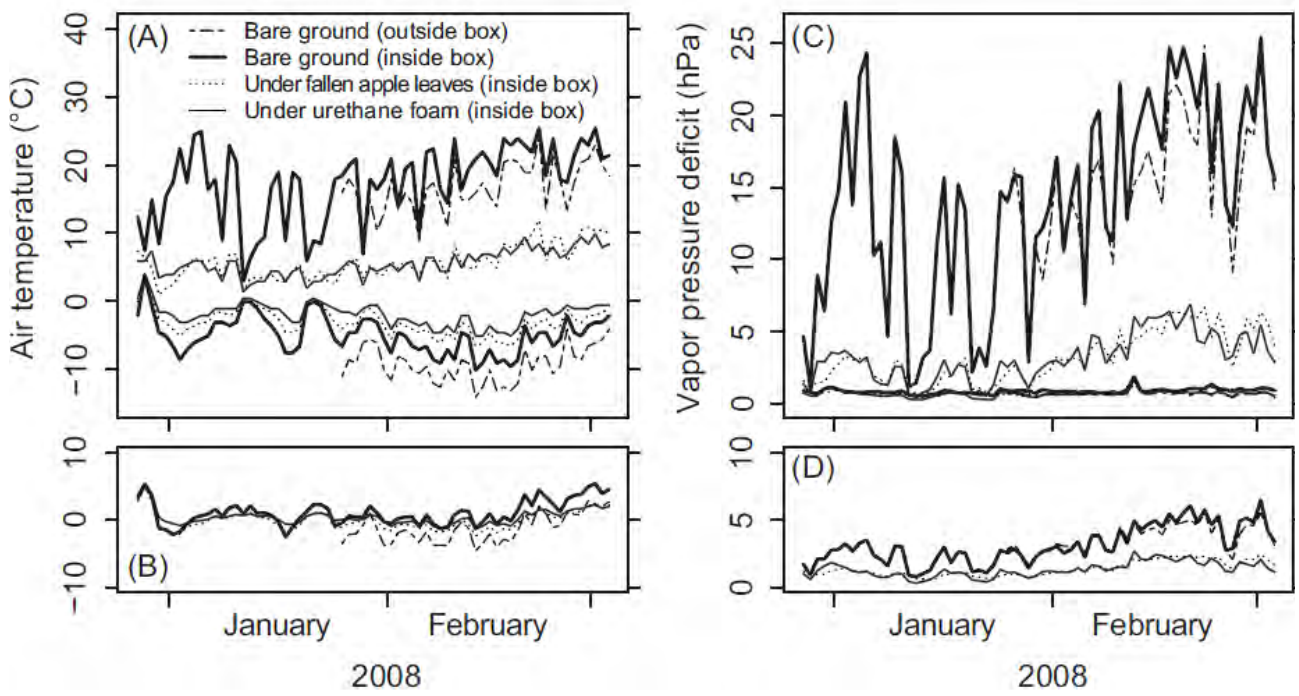 (A)
Bare ground (outside box)
Bare ground (inside box)
Under fallen apple leaves (inside box)
Under urethane foam (inside box)
Air temperature (°C)
40
30
20
10
0
−10
(B)
10
0
−10
January
February
2008
(C)
Vapor pressure deficit (hPa)
25
20
15
10
5
0
(D)
10
5
0
January
February
2008